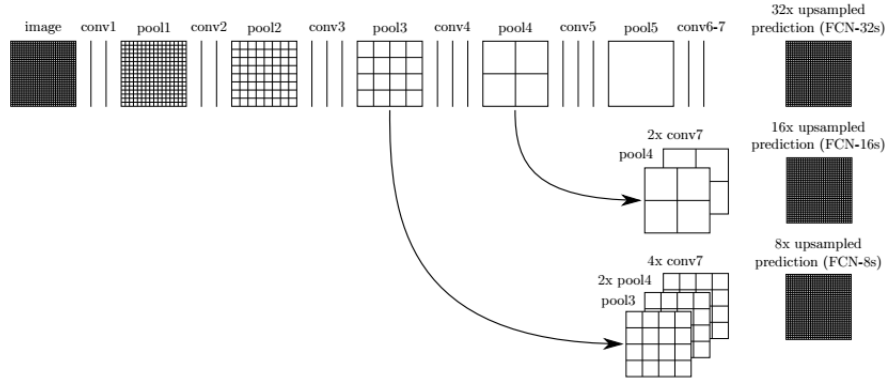 image conv1 pool1 conv2 pool2 conv3 pool3 conv4 pool4 conv5 pool5 conv6-7
32x upsampled
prediction (FCN-32s)
16x upsampled
prediction (FCN-16s)
2x conv7
pool4
8x upsampled
prediction (FCN-8s)
4x conv7
2x pool4
pool3